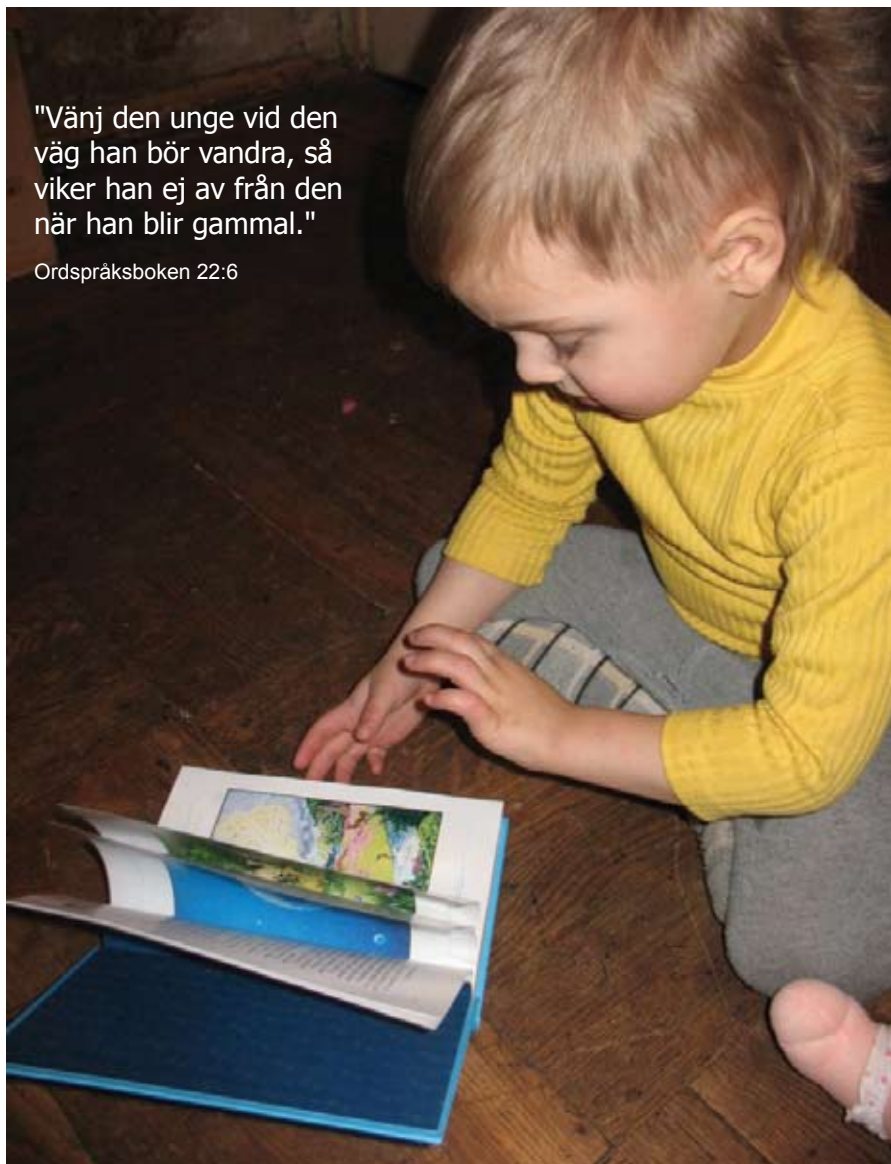 "Vänj den unge vid den
väg han bör vandra, så
viker han ej av från den
när han blir gammal."
Ordspråksboken 22:6